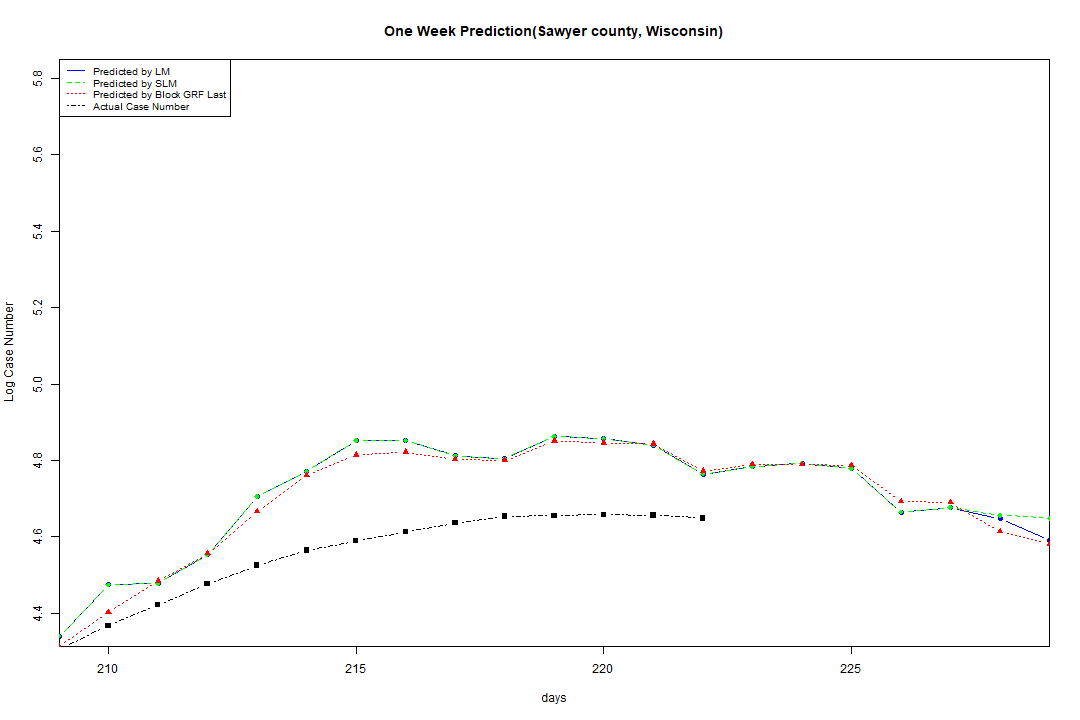 One Week Prediction(Sawyer county, Wisconsin)
Predicted by LM
Predicted by SLM
Predicted by Block GRF Last
Actual Case Number
5.8
5.6
5.4
5.2
5.0
4.8
4.6
4.4
Log Case Number
210 215 220 225
days